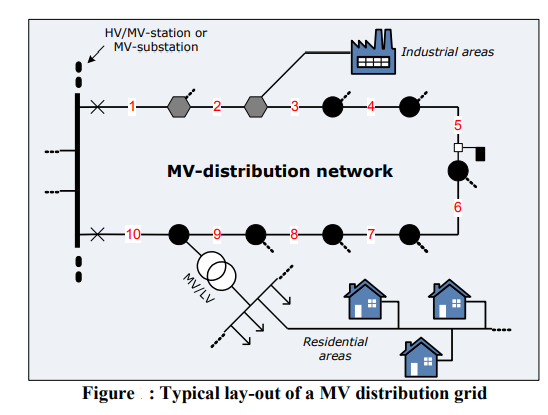 HV/MV-station or
MV-substation
Industrial areas
1 2 3 4
5
MV-distribution network
6
10 9 8 7
MV/LV
Residential
areas
Figure . : Typical lay-out of a MV distribution grid